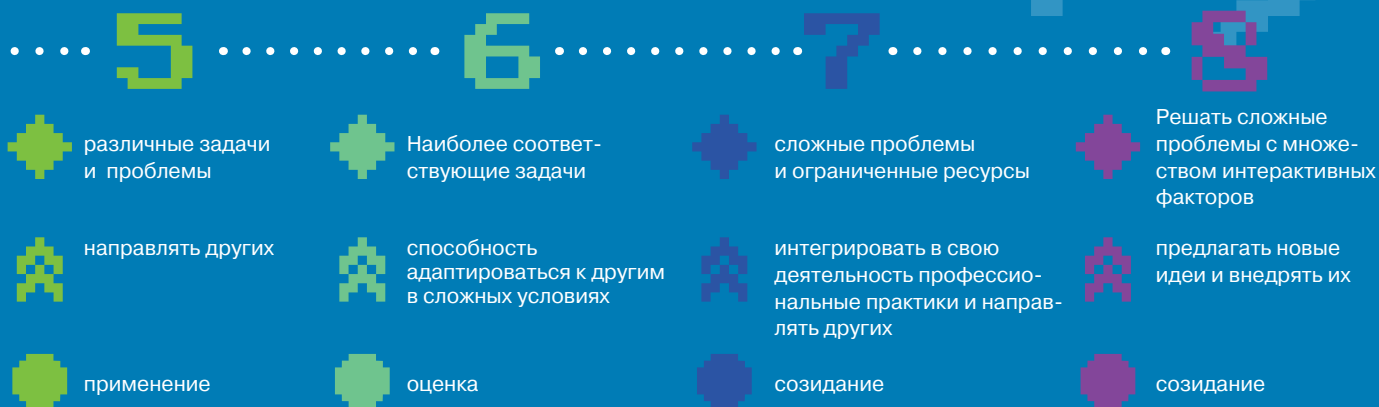 5 6 7 8
различные задачи
и проблемы
Наиболее соответ-
ствующие задачи
сложные проблемы
и ограниченные ресурсы
Решать сложные
проблемы с множе-
ством интерактивных
факторов
направлять других
способность
адаптироваться к другим
в сложных условиях
интегрировать в свою
деятельность профессио-
нальные практики и направ-
лять других
предлагать новые
идеи и внедрять их
применение
оценка
созидание
созидание